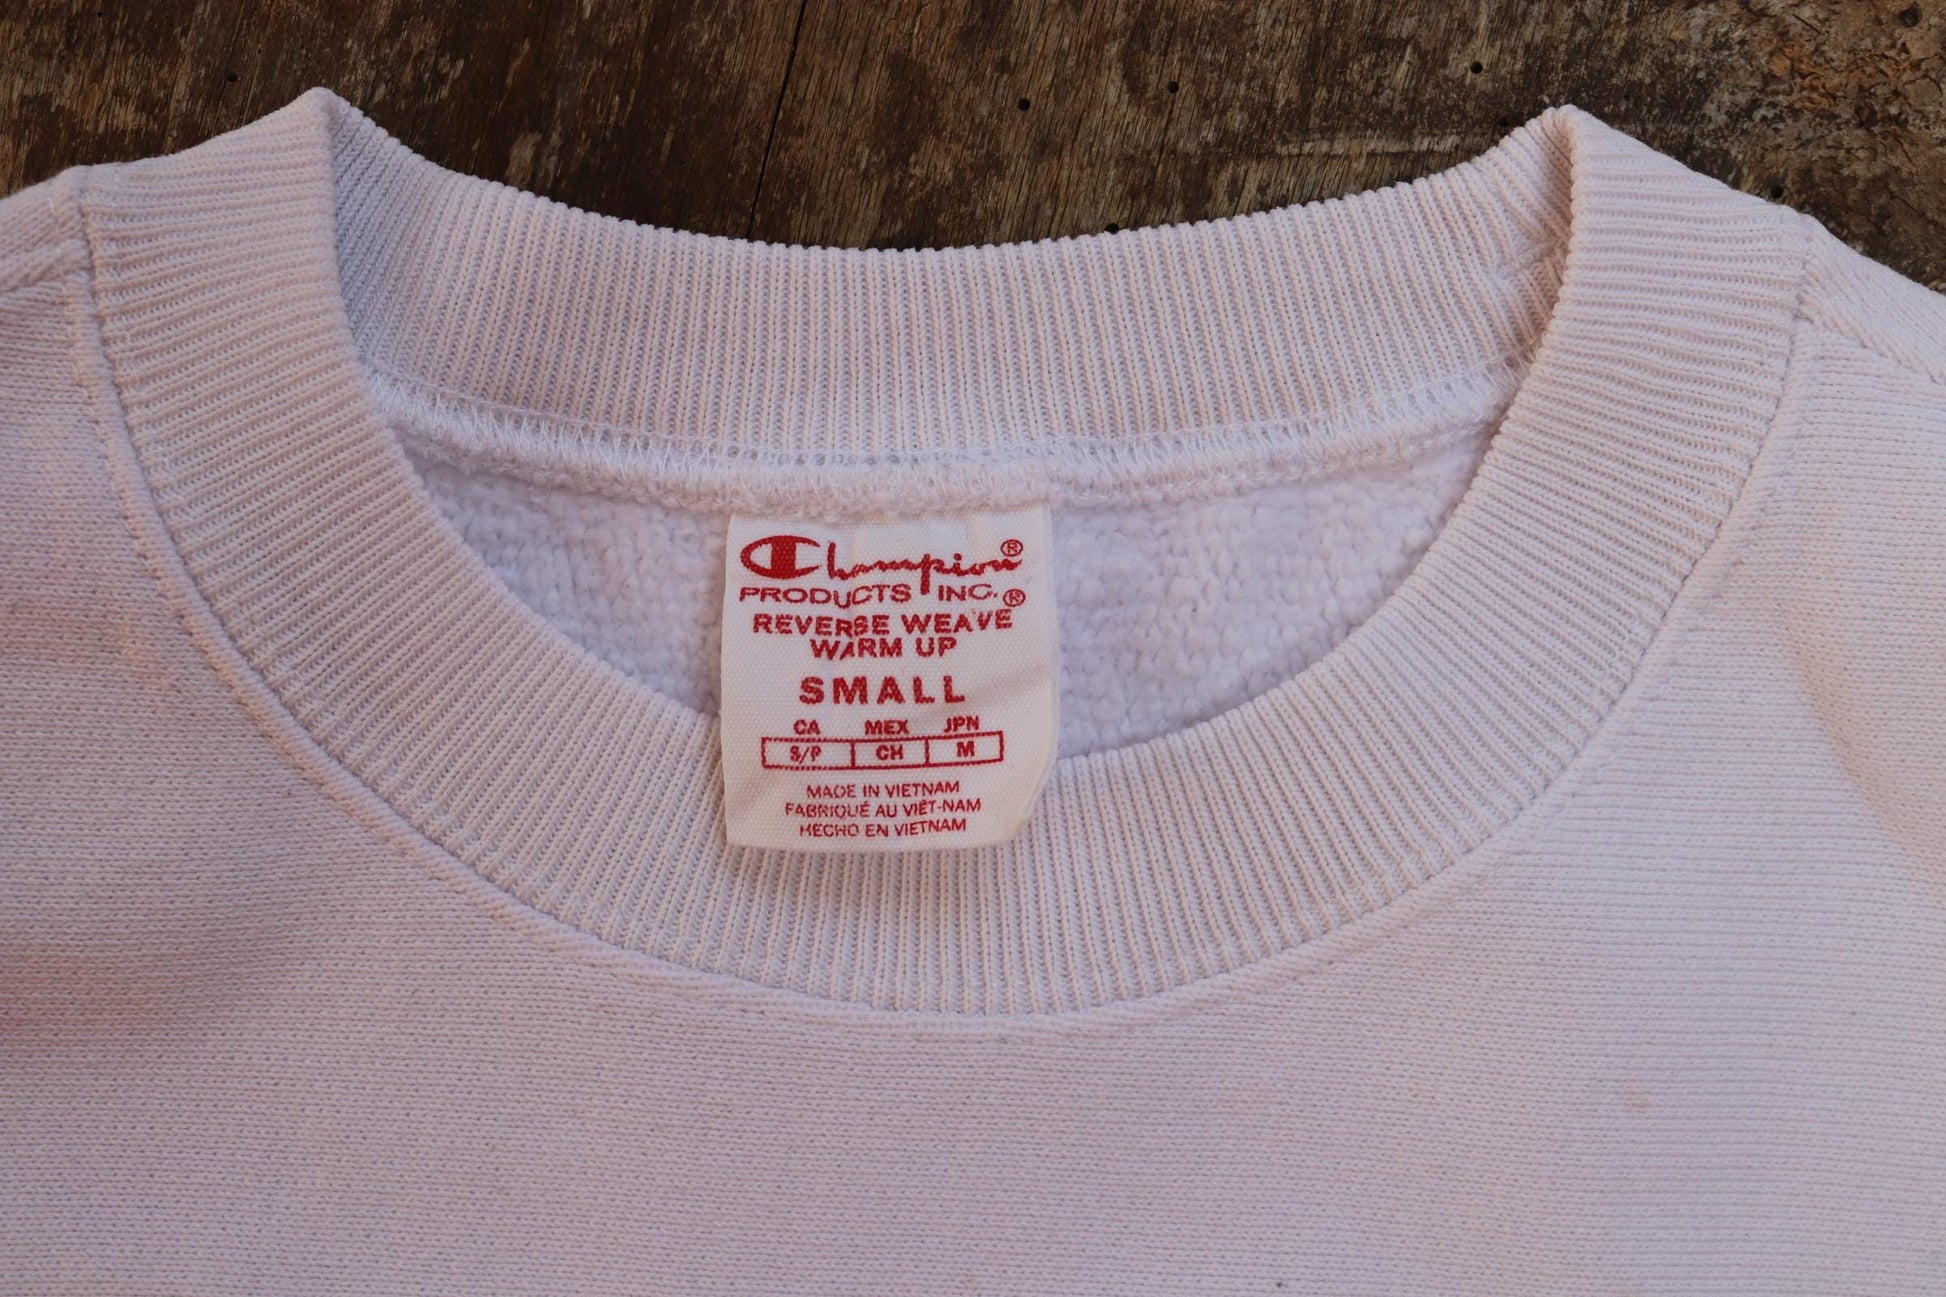 Champion®
PRODUCTS INC.®
REVERSE WEAVE
WARM UP
SMALL
CA MEX JPN
S/P CH M
MADE IN VIETNAM
FABRIQUÉ AU VIÊT-NAM
HECHO EN VIETNAM